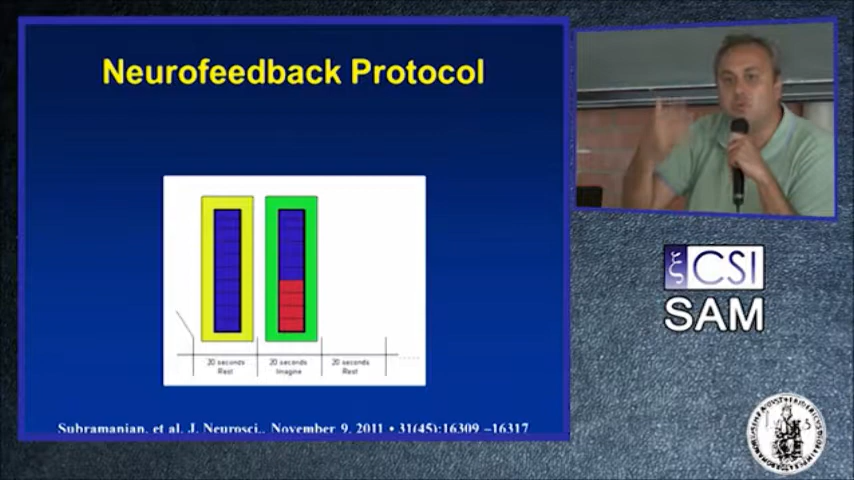 Neurofeedback Protocol
20 seconds
Rest
20 seconds
Imagine
20 seconds
Rest
Subramanian, et al. J. Neurosci., November 9, 2011 • 31(45):16309 –16317
ξ CSI
SAM